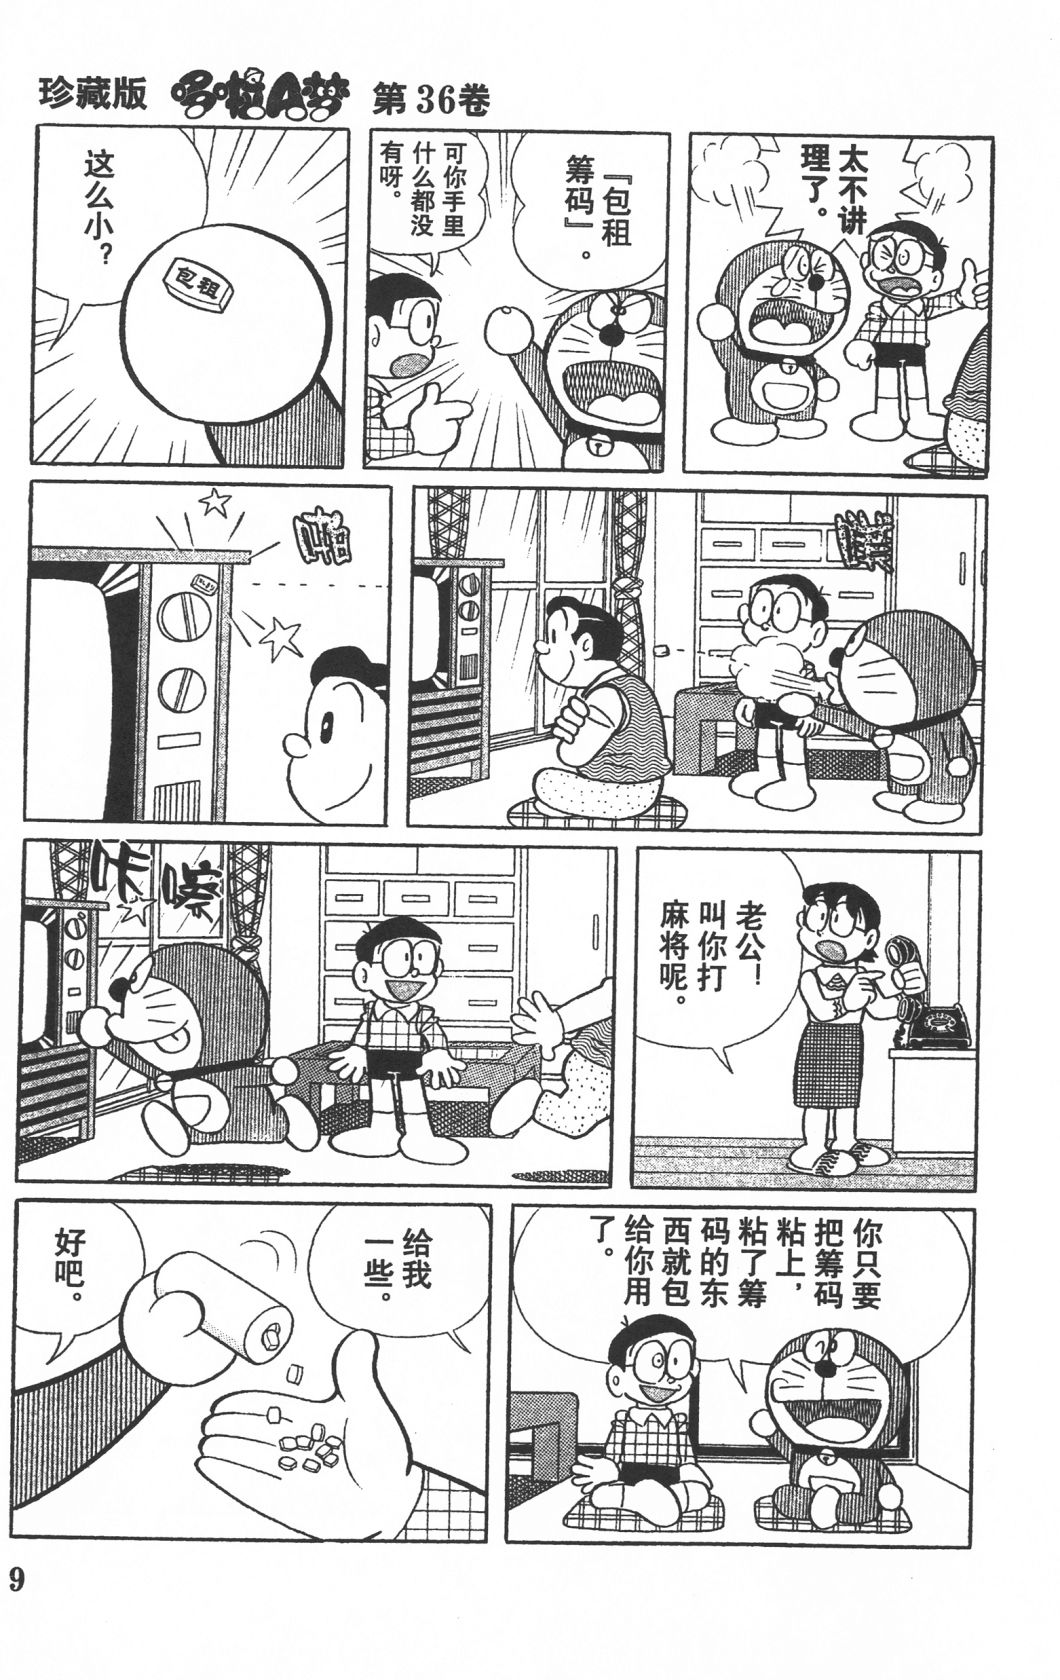 珍藏版 哆啦A梦 第36卷
太不讲
理了。
『包租
筹码』。
可你手里
什么都没
有呀。
这么小？
包租
老公！
叫你打
麻将呢。
咔嚓
你只要
把筹码
粘上，
粘了筹
码的东
西就包
给你用
了。
给我
一些。
好吧。
9